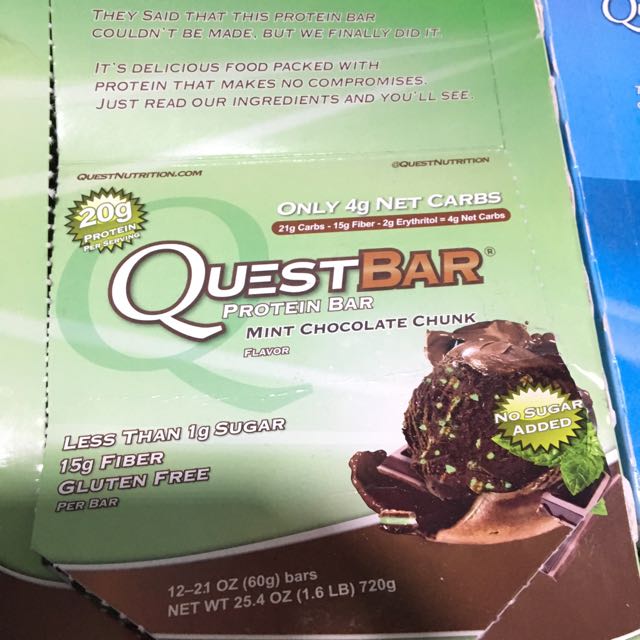 THEY SAID THAT THIS PROTEIN BAR
COULDN'T BE MADE, BUT WE FINALLY DID IT.
IT'S DELICIOUS FOOD PACKED WITH
PROTEIN THAT MAKES NO COMPROMISES.
JUST READ OUR INGREDIENTS AND YOU'LL SEE.
QUESTNUTRITION.COM
@QUESTNUTRITION
20g
PROTEIN
PER SERVING
ONLY 4g NET CARBS
21g Carbs - 15g Fiber - 2g Erythritol = 4g Net Carbs
QUESTBAR®
PROTEIN BAR
MINT CHOCOLATE CHUNK
FLAVOR
NO SUGAR
ADDED
LESS THAN 1g SUGAR
15g FIBER
GLUTEN FREE
PER BAR
12–2.1 OZ (60g) bars
NET WT 25.4 OZ (1.6 LB) 720g